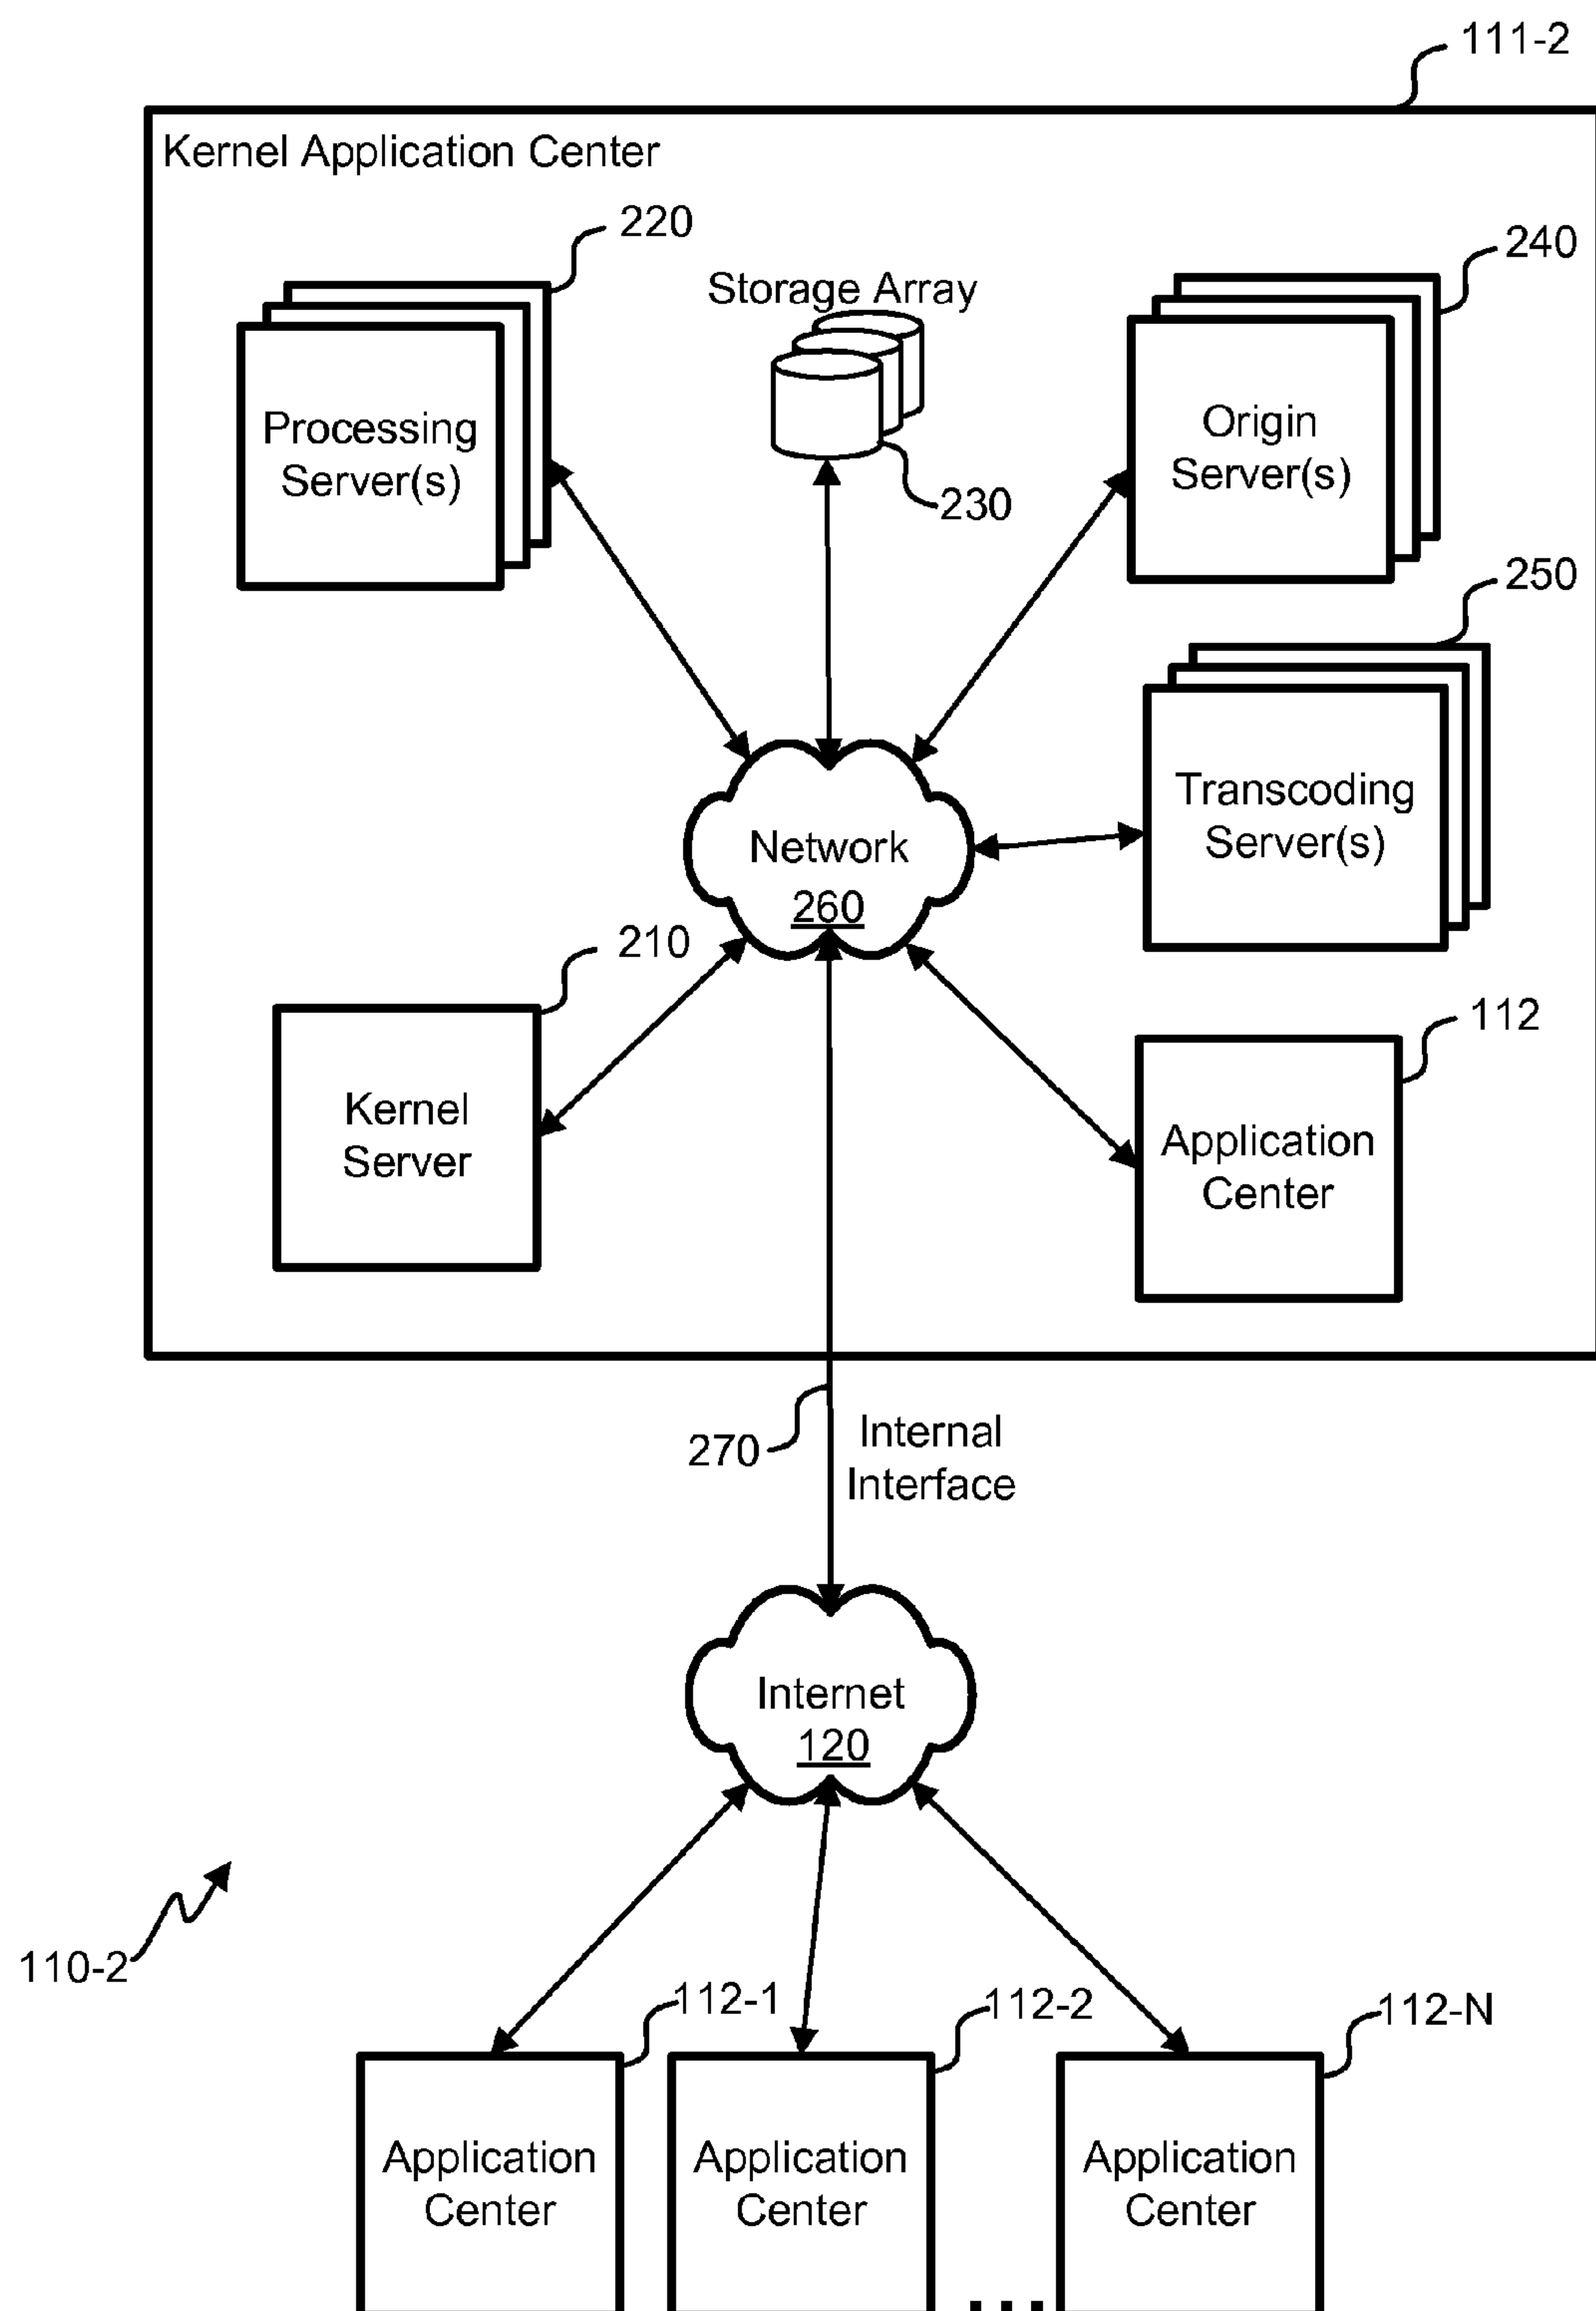 111-2
Kernel Application Center
220
240
Storage Array
Processing
Server(s)
Origin
Server(s)
230
250
Transcoding
Server(s)
Network
260
210
112
Kernel
Server
Application
Center
270
Internal
Interface
Internet
120
110-2
112-1
112-2
112-N
Application
Center
Application
Center
Application
Center
...